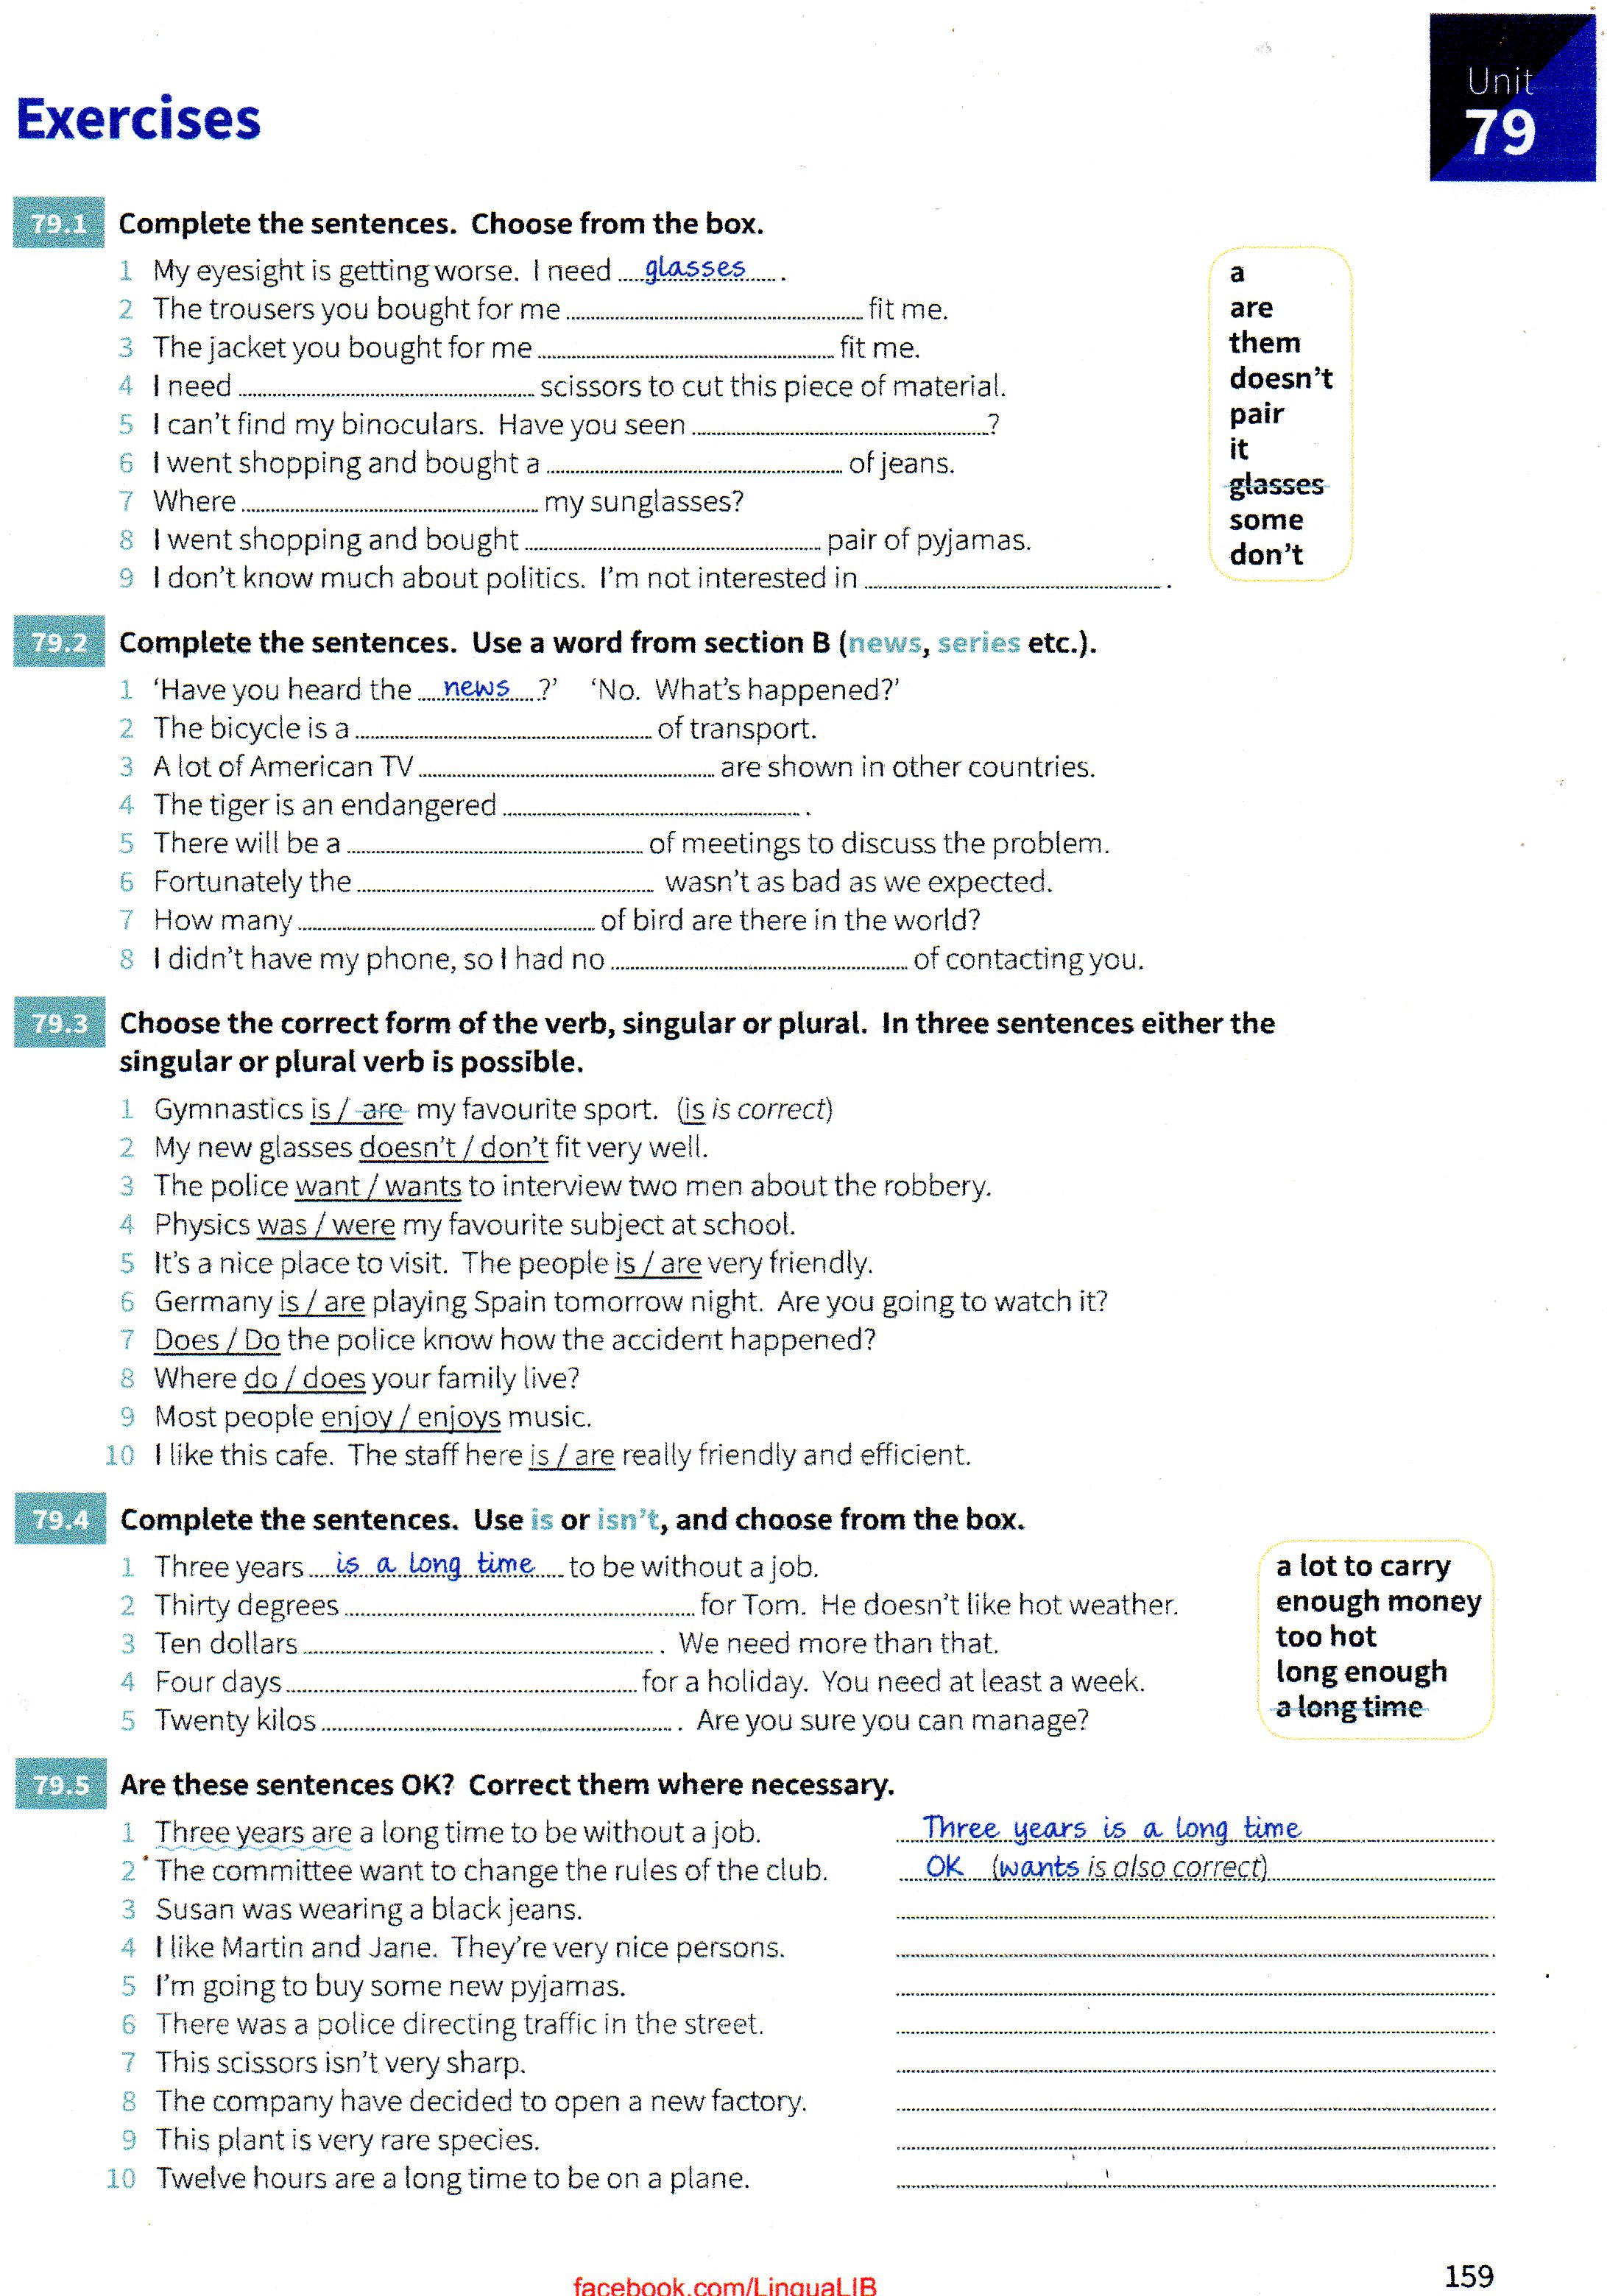 Unit
79
Exercises
79.1 Complete the sentences. Choose from the box.
1 My eyesight is getting worse. I need ....glasses.... .
2 The trousers you bought for me .................... fit me.
3 The jacket you bought for me .................... fit me.
4 I need .................... scissors to cut this piece of material.
5 I can't find my binoculars. Have you seen ....................?
6 I went shopping and bought a .................... of jeans.
7 Where .................... my sunglasses?
8 I went shopping and bought .................... pair of pyjamas.
9 I don't know much about politics. I'm not interested in .................... .
a
are
them
doesn't
pair
it
glasses
some
don't
79.2 Complete the sentences. Use a word from section B (news, series etc.).
1 'Have you heard the ....news....?' 'No. What's happened?'
2 The bicycle is a .................... of transport.
3 A lot of American TV .................... are shown in other countries.
4 The tiger is an endangered .................... .
5 There will be a .................... of meetings to discuss the problem.
6 Fortunately the .................... wasn't as bad as we expected.
7 How many .................... of bird are there in the world?
8 I didn't have my phone, so I had no .................... of contacting you.
79.3 Choose the correct form of the verb, singular or plural. In three sentences either the
singular or plural verb is possible.
1 Gymnastics is / are my favourite sport. (is is correct)
2 My new glasses doesn't / don't fit very well.
3 The police want / wants to interview two men about the robbery.
4 Physics was / were my favourite subject at school.
5 It's a nice place to visit. The people is / are very friendly.
6 Germany is / are playing Spain tomorrow night. Are you going to watch it?
7 Does / Do the police know how the accident happened?
8 Where do / does your family live?
9 Most people enjoy / enjoys music.
10 I like this cafe. The staff here is / are really friendly and efficient.
79.4 Complete the sentences. Use is or isn't, and choose from the box.
1 Three years ....is a long time.... to be without a job.
2 Thirty degrees .................... for Tom. He doesn't like hot weather.
3 Ten dollars .................... . We need more than that.
4 Four days .................... for a holiday. You need at least a week.
5 Twenty kilos .................... . Are you sure you can manage?
a lot to carry
enough money
too hot
long enough
a long time
79.5 Are these sentences OK? Correct them where necessary.
1 Three years are a long time to be without a job. ....Three years is a long time....
2 The committee want to change the rules of the club. ....OK (wants is also correct)....
3 Susan was wearing a black jeans. ....................
4 I like Martin and Jane. They're very nice persons. ....................
5 I'm going to buy some new pyjamas. ....................
6 There was a police directing traffic in the street. ....................
7 This scissors isn't very sharp. ....................
8 The company have decided to open a new factory. ....................
9 This plant is very rare species. ....................
10 Twelve hours are a long time to be on a plane. ....................
159
facebook.com/LinguaLIB